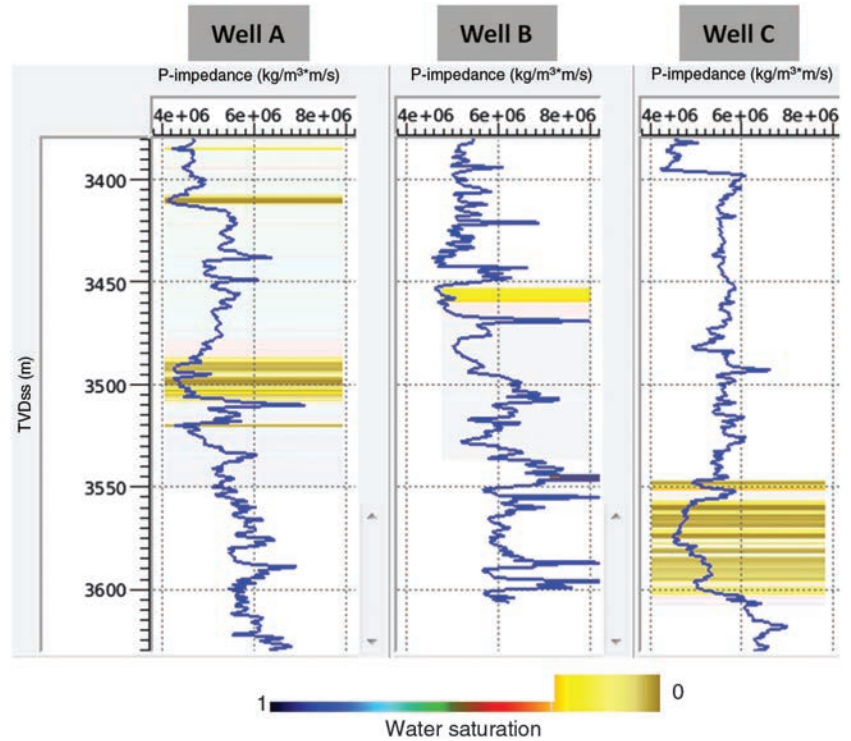 Well A Well B Well C
P-impedance (kg/m³*m/s) P-impedance (kg/m³*m/s) P-impedance (kg/m³*m/s)
4e+06 6e+06 8e+06 4e+06 6e+06 8e+06 4e+06 6e+06 8e+06
3400
3450
TVDss (m)
3500
3550
3600
1 0
Water saturation